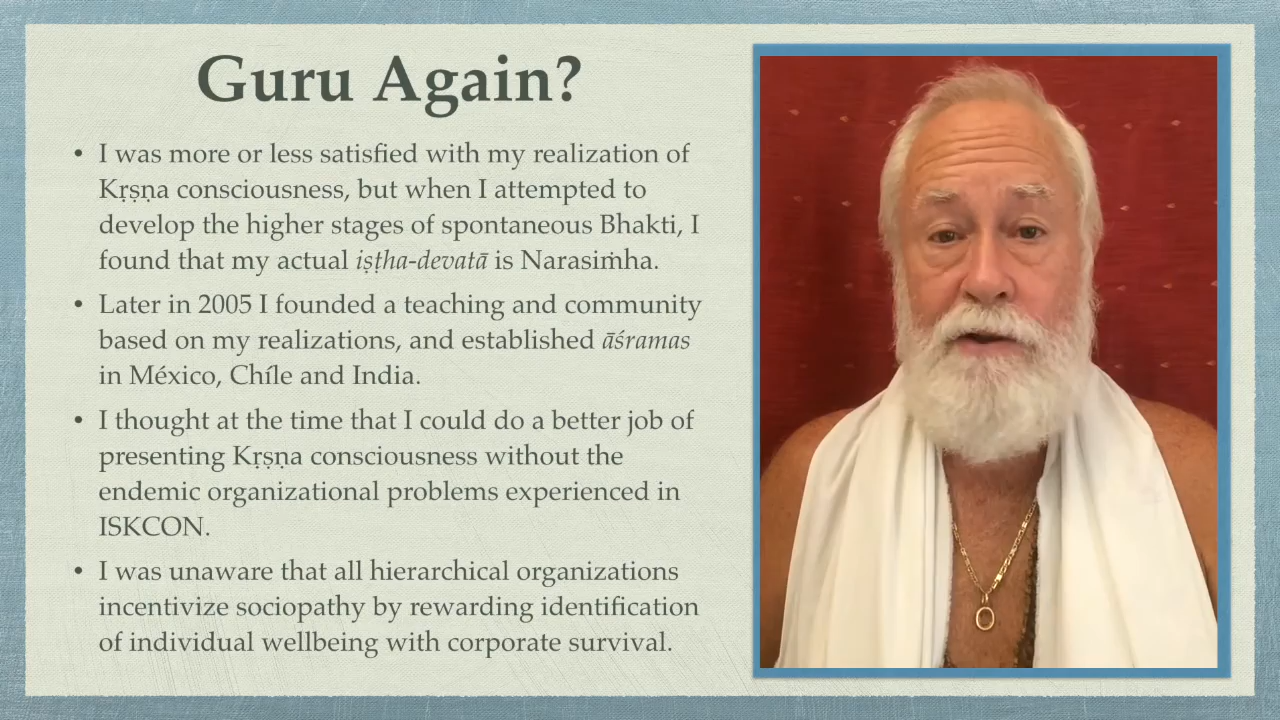 Guru Again?
• I was more or less satisfied with my realization of
Kṛṣṇa consciousness, but when I attempted to
develop the higher stages of spontaneous Bhakti, I
found that my actual iṣṭha-devatā is Narasiṁha.
• Later in 2005 I founded a teaching and community
based on my realizations, and established āśramas
in México, Chíle and India.
• I thought at the time that I could do a better job of
presenting Kṛṣṇa consciousness without the
endemic organizational problems experienced in
ISKCON.
• I was unaware that all hierarchical organizations
incentivize sociopathy by rewarding identification
of individual wellbeing with corporate survival.